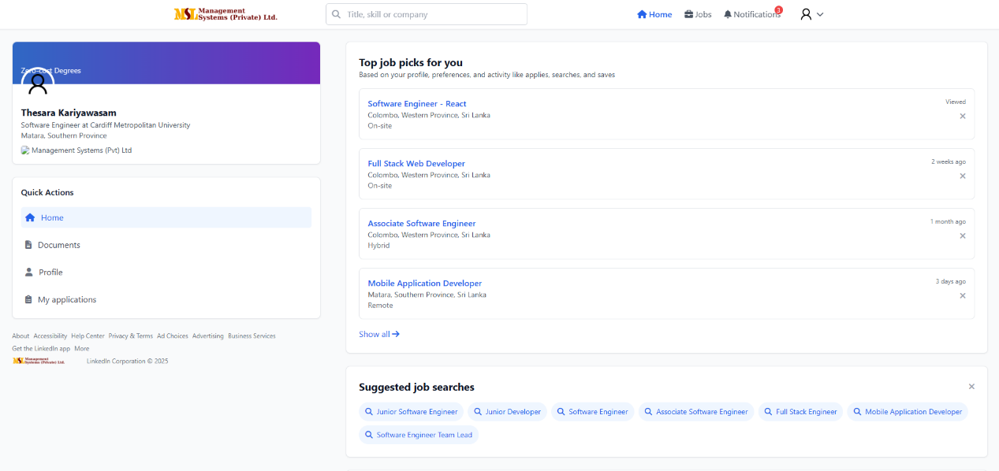 MSL Management
Systems (Private) Ltd.
Title, skill or company
Home
Jobs
Notifications
3
Zero-cost Degrees
Thesara Kariyawasam
Software Engineer at Cardiff Metropolitan University
Matara, Southern Province
Management Systems (Pvt) Ltd
Quick Actions
Home
Documents
Profile
My applications
About Accessibility Help Center Privacy & Terms Ad Choices Advertising Business Services
Get the LinkedIn app More
MSL Management
Systems (Private) Ltd.
LinkedIn Corporation © 2025
Top job picks for you
Based on your profile, preferences, and activity like applies, searches, and saves
Software Engineer - React
Viewed
Colombo, Western Province, Sri Lanka
On-site
Full Stack Web Developer
2 weeks ago
Colombo, Western Province, Sri Lanka
On-site
Associate Software Engineer
1 month ago
Colombo, Western Province, Sri Lanka
Hybrid
Mobile Application Developer
3 days ago
Matara, Southern Province, Sri Lanka
Remote
Show all
Suggested job searches
Junior Software Engineer
Junior Developer
Software Engineer
Associate Software Engineer
Full Stack Engineer
Mobile Application Developer
Software Engineer Team Lead